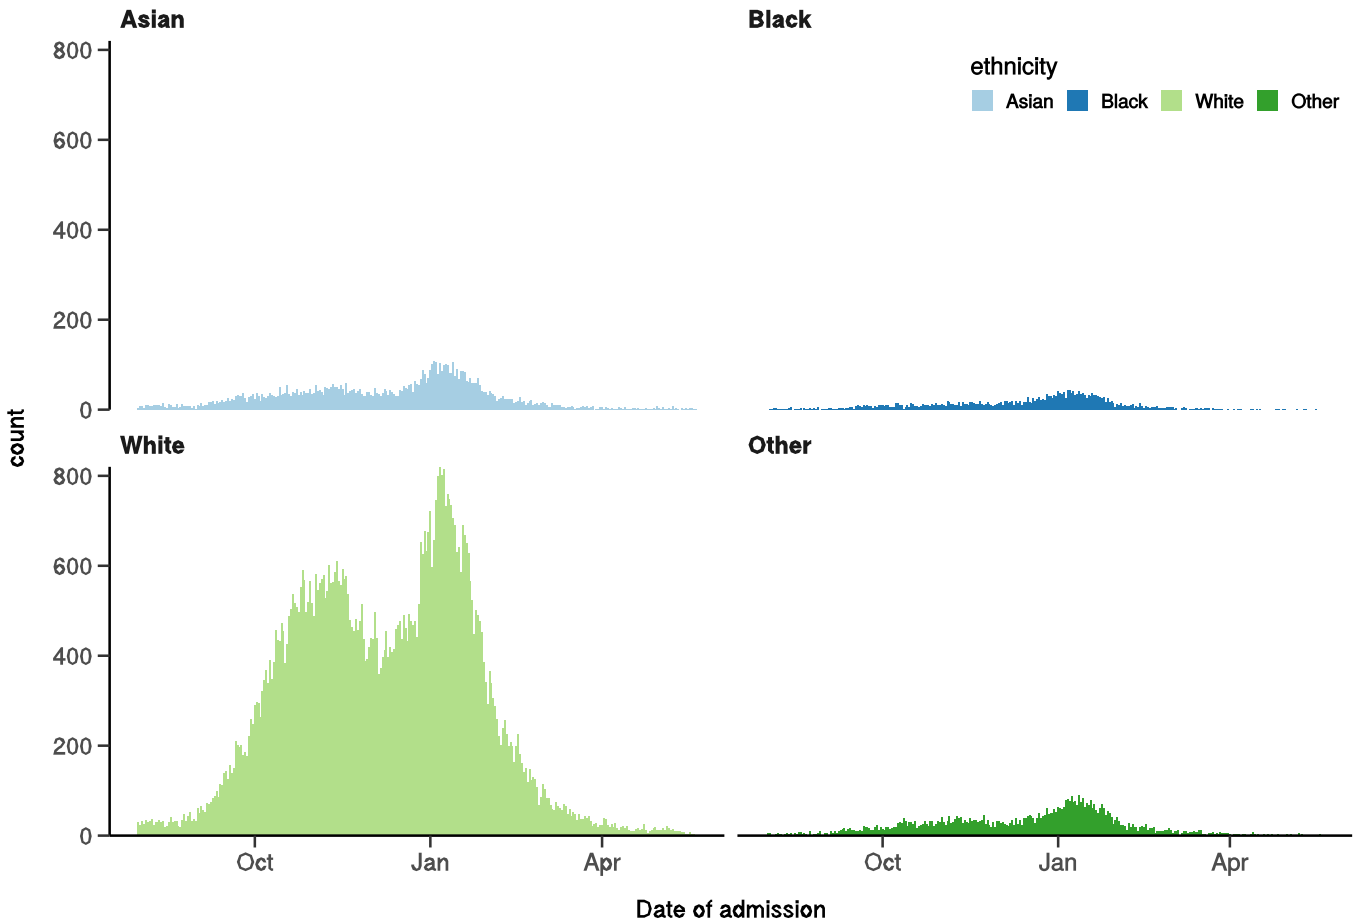 Asian
Black
800
600
400
200
0
ethnicity
Asian Black White Other
count
White
Other
800
600
400
200
0
Oct Jan Apr
Oct Jan Apr
Date of admission